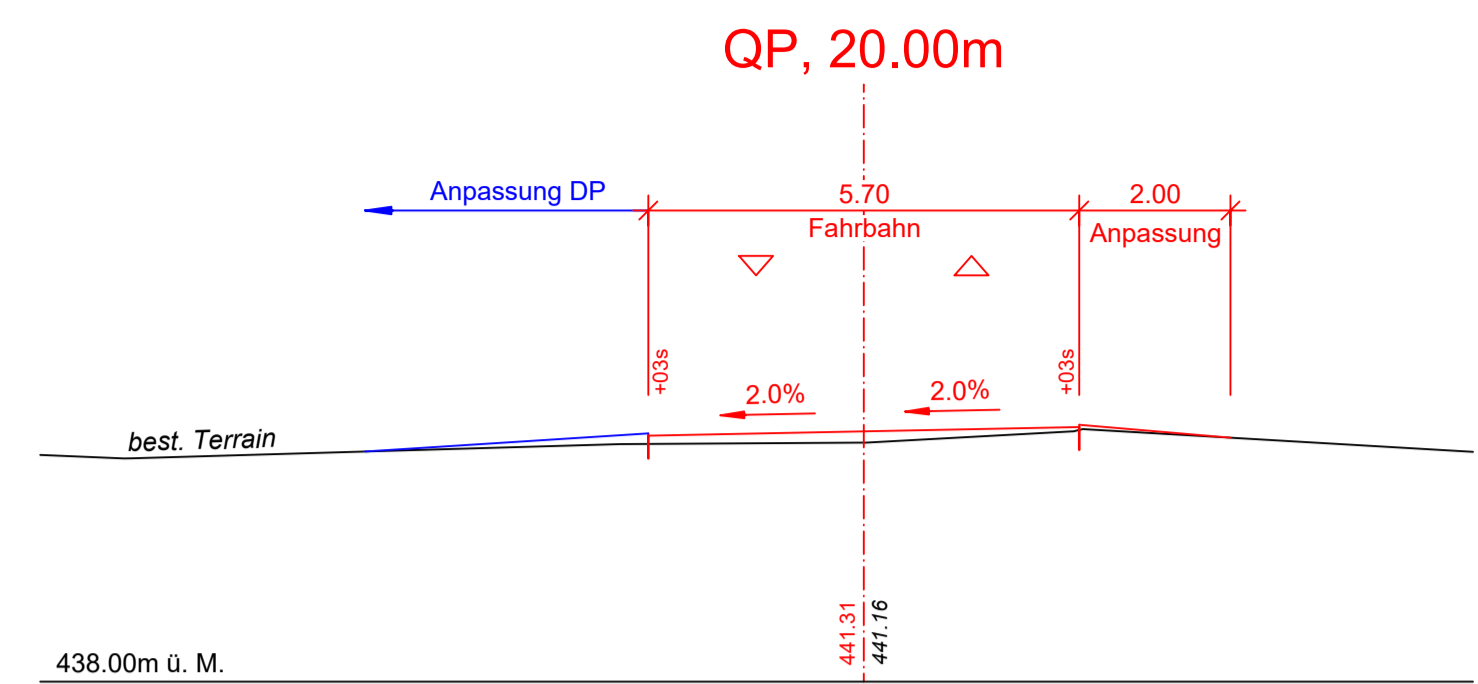 QP, 20.00m
Anpassung DP
5.70
2.00
Fahrbahn
Anpassung
+03s
+03s
2.0%
2.0%
best. Terrain
441.31
441.16
438.00m ü. M.